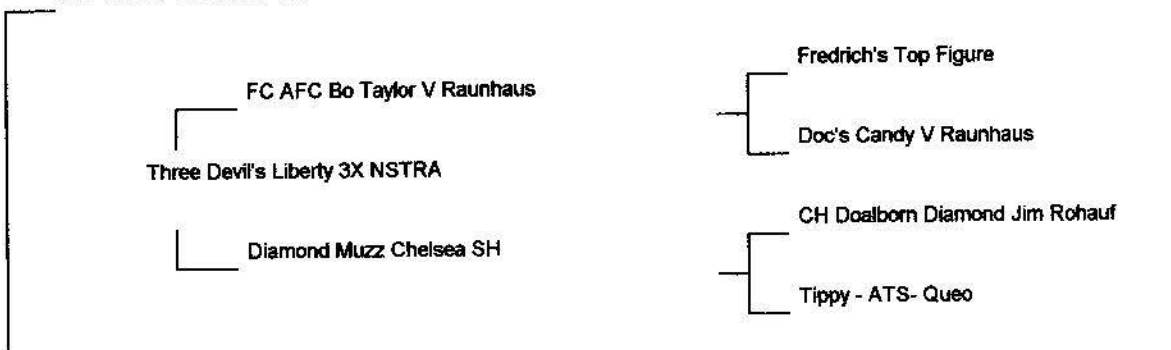 Fredrich's Top Figure
FC AFC Bo Taylor V Raunhaus
Doc's Candy V Raunhaus
Three Devil's Liberty 3X NSTRA
CH Doalborn Diamond Jim Rohauf
Diamond Muzz Chelsea SH
Tippy - ATS- Queo